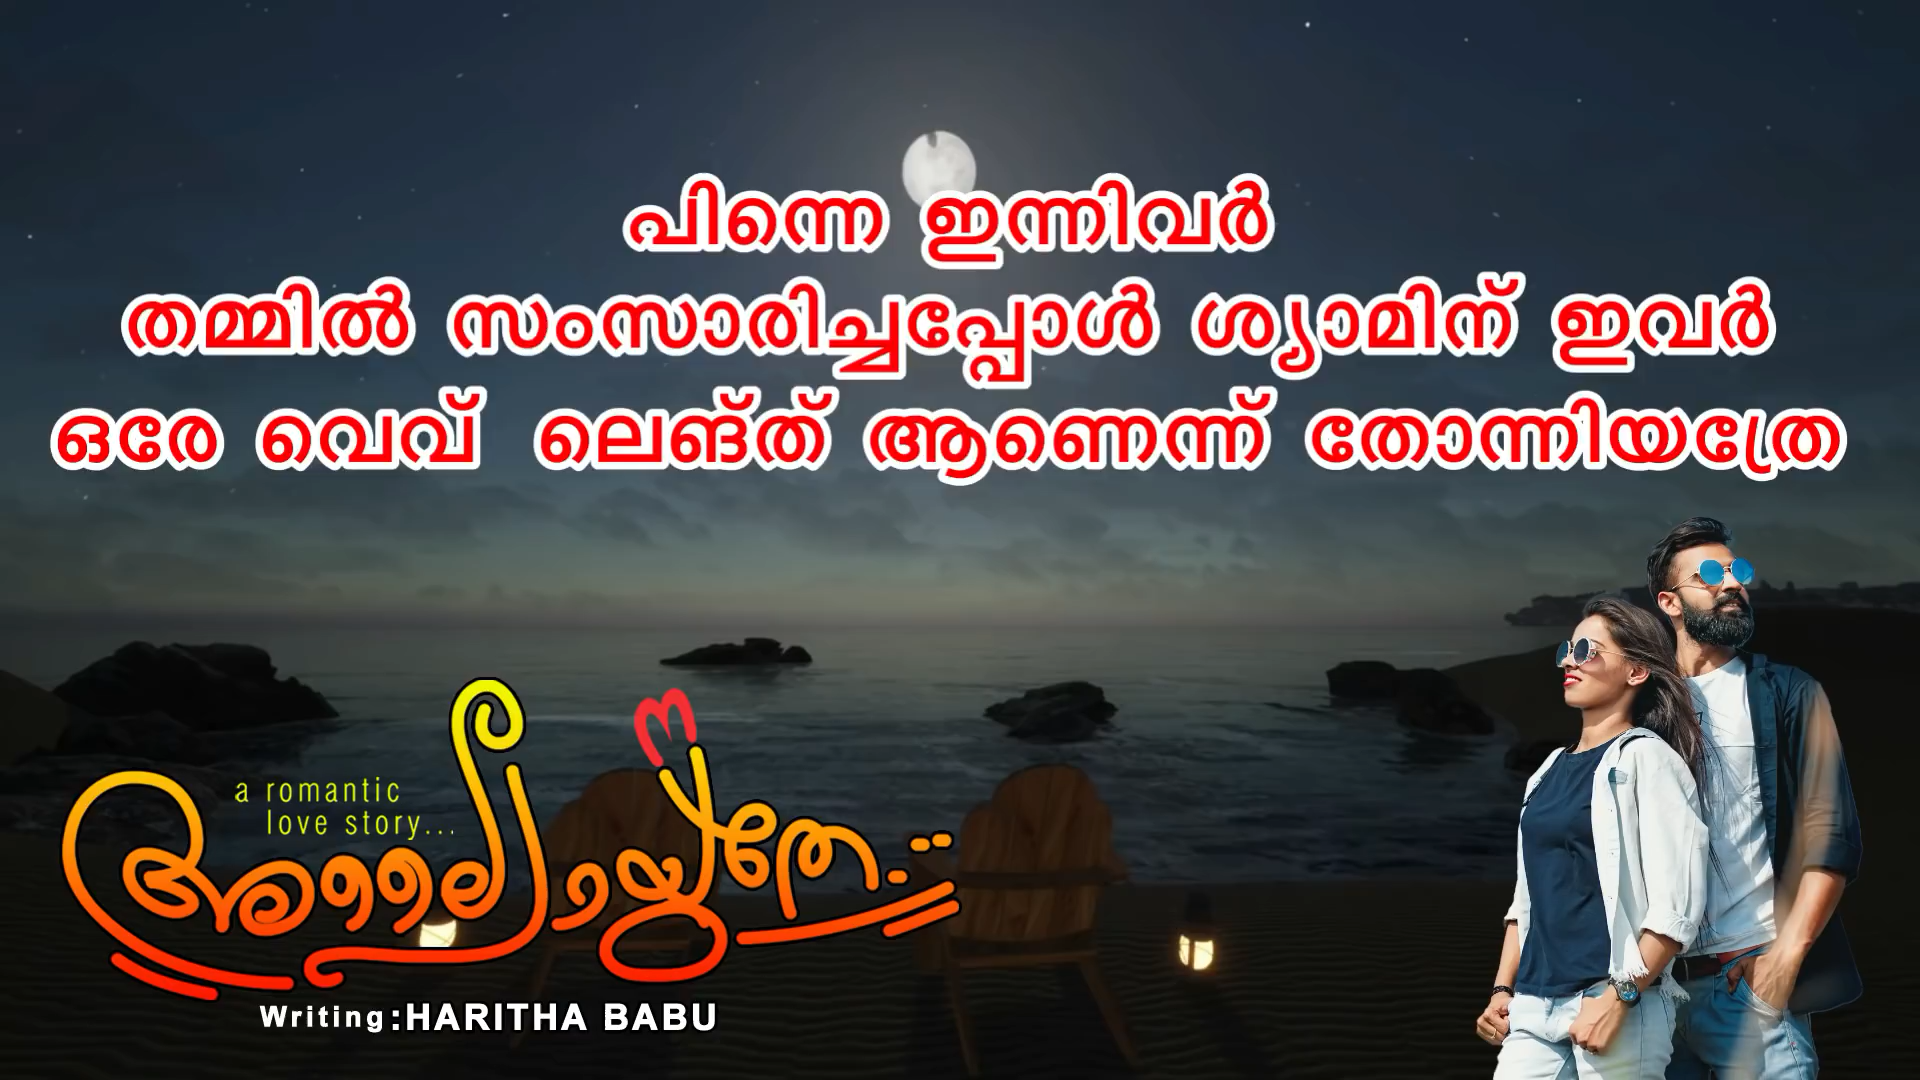 പിന്നെ ഇന്നിവർ
തമ്മിൽ സംസാരിച്ചപ്പോൾ ശ്യാമിന് ഇവർ
ഒരേ വെവ് ലെങ്ത് ആണെന്ന് തോന്നിയത്രേ
a romantic
love story...
Writing:HARITHA BABU